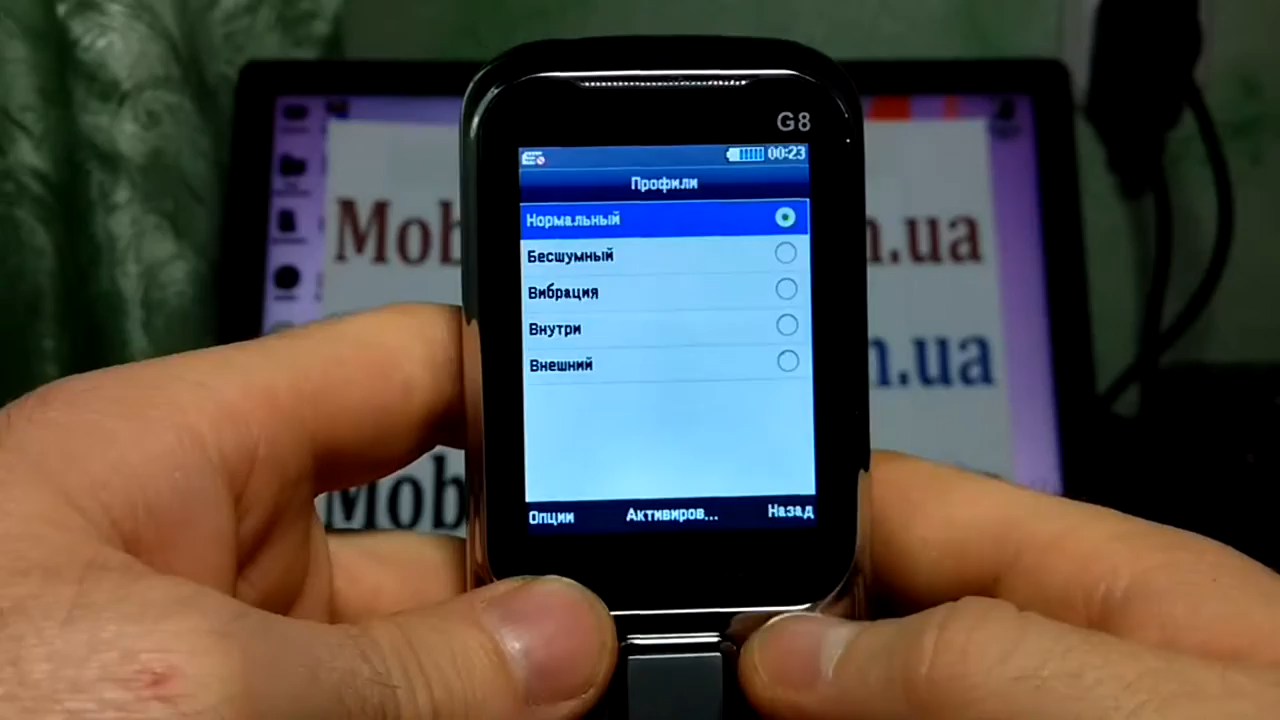 G8
00:23
Профили
Нормальный
Бесшумный
Вибрация
Внутри
Внешний
Опции Активиров... Назад
Mob
.ua
n.ua
Mob